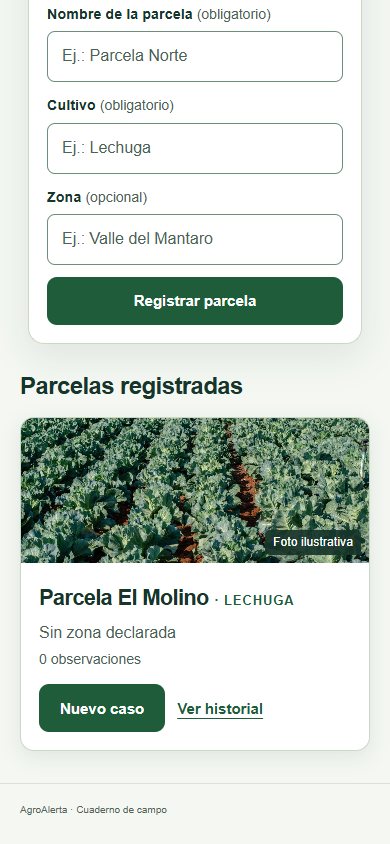 Nombre de la parcela (obligatorio)
Ej.: Parcela Norte
Cultivo (obligatorio)
Ej.: Lechuga
Zona (opcional)
Ej.: Valle del Mantaro
Registrar parcela
Parcelas registradas
Foto ilustrativa
Parcela El Molino · LECHUGA
Sin zona declarada
0 observaciones
Nuevo caso Ver historial
AgroAlerta · Cuaderno de campo